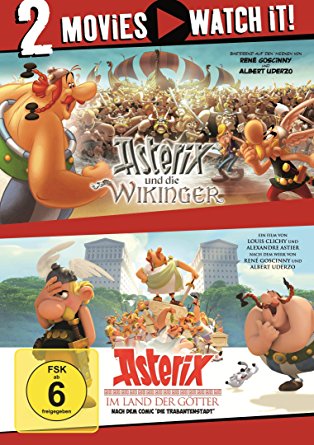 2 MOVIES WATCH iT!
BASIEREND AUF DEN WERKEN VON
RENÉ GOSCINNY
UND
ALBERT UDERZO
Asterix
und die
WIKINGER
EIN FILM VON
LOUIS CLICHY UND
ALEXANDRE ASTIER
NACH DEM WERK VON
RENÉ GOSCINNY UND
ALBERT UDERZO
Asterix
IM LAND DER GÖTTER
NACH DEM COMIC "DIE TRABANTENSTADT"
FSK
ab
6
freigegeben